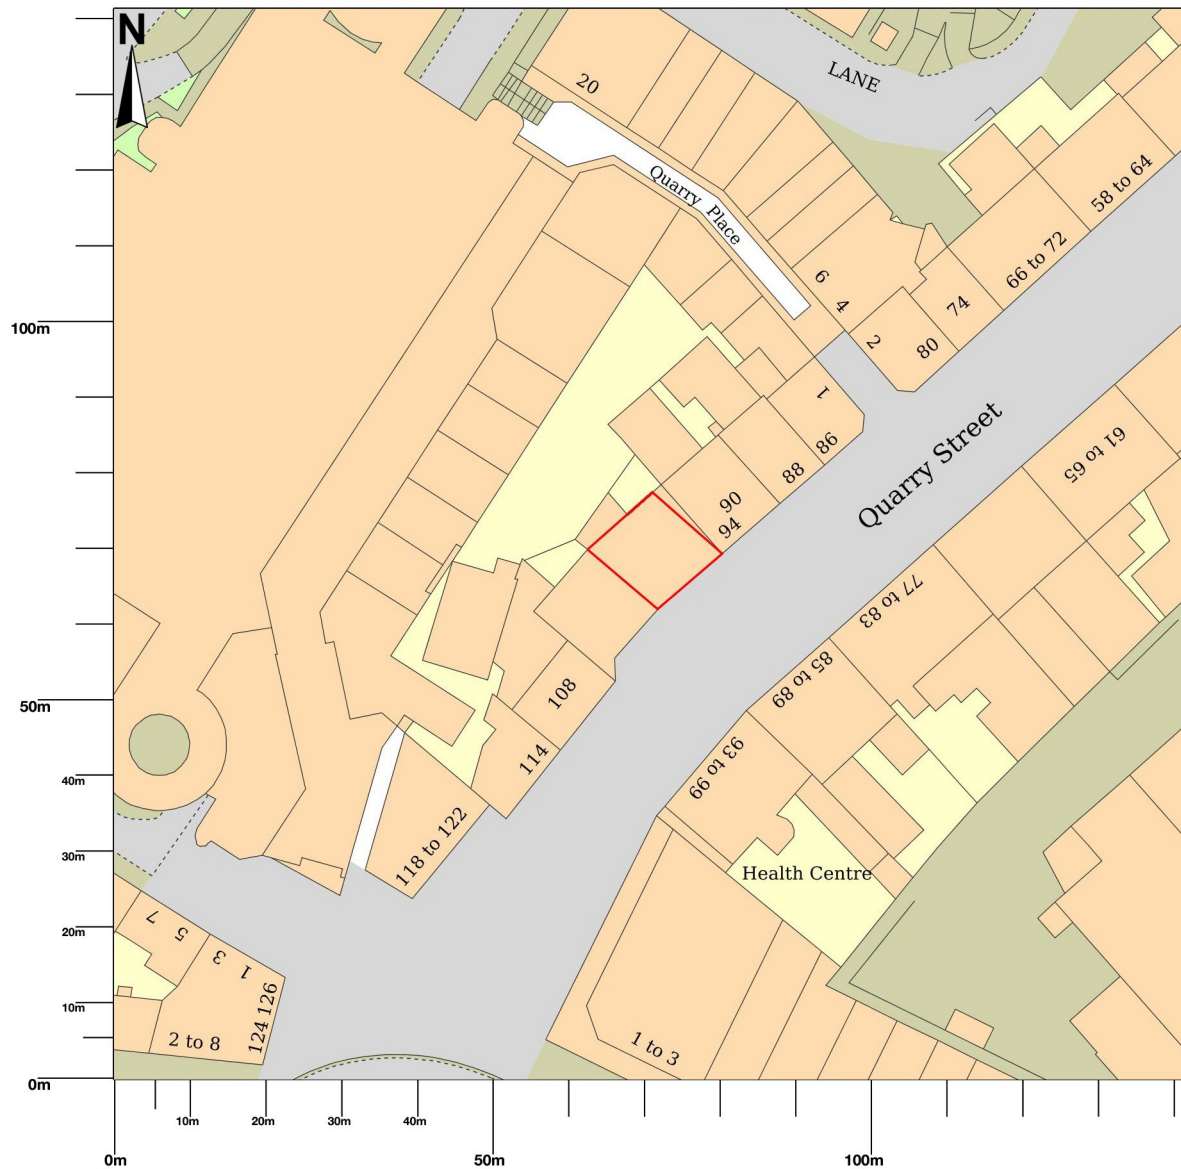 N
20
LANE
Quarry Place
58 to 64
66 to 72
6
4
74
2
80
100m
1
86
88
Quarry Street
61 to 65
90
94
77 to 83
85 to 89
108
50m
93 to 99
114
40m
118 to 122
30m
Health Centre
7
5
3
1
20m
10m
124 126
2 to 8
1 to 3
0m
10m
20m
30m
40m
0m
50m
100m